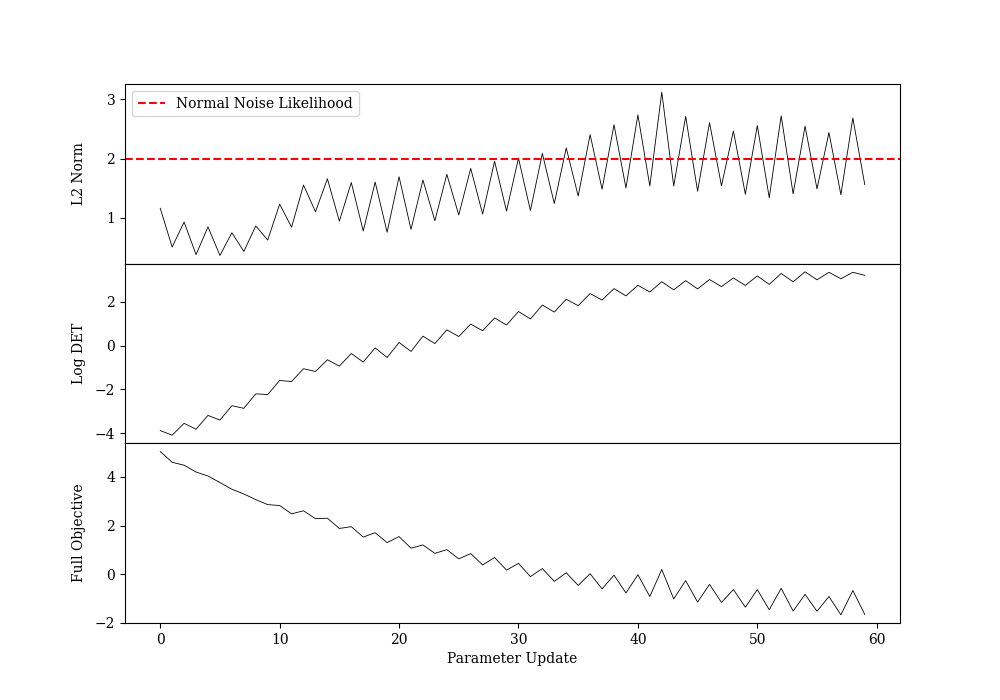 Normal Noise Likelihood
3
2
1
L2 Norm
2
0
−2
−4
Log DET
4
2
0
−2
Full Objective
0 10 20 30 40 50 60
Parameter Update